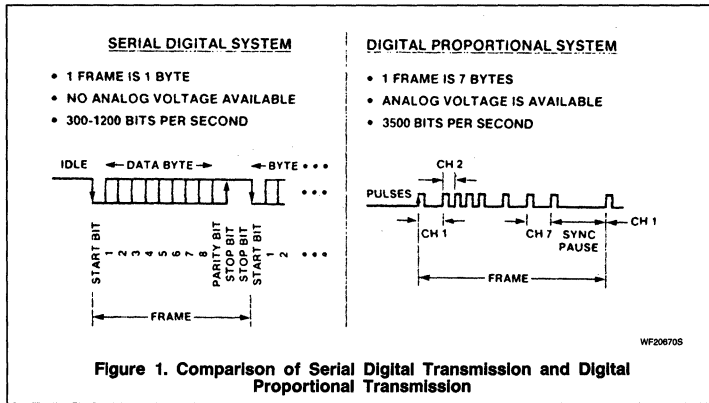 SERIAL DIGITAL SYSTEM
• 1 FRAME IS 1 BYTE
• NO ANALOG VOLTAGE AVAILABLE
• 300-1200 BITS PER SECOND
IDLE
DATA BYTE
BYTE • • •
• • •
START BIT
1
2
3
4
5
6
7
8
PARITY BIT
STOP BIT
STOP BIT
START BIT
1
2
• • •
FRAME
DIGITAL PROPORTIONAL SYSTEM
• 1 FRAME IS 7 BYTES
• ANALOG VOLTAGE IS AVAILABLE
• 3500 BITS PER SECOND
CH 2
PULSES
CH 1
CH 7
SYNC
PAUSE
CH 1
FRAME
WF20670S
Figure 1. Comparison of Serial Digital Transmission and Digital
Proportional Transmission